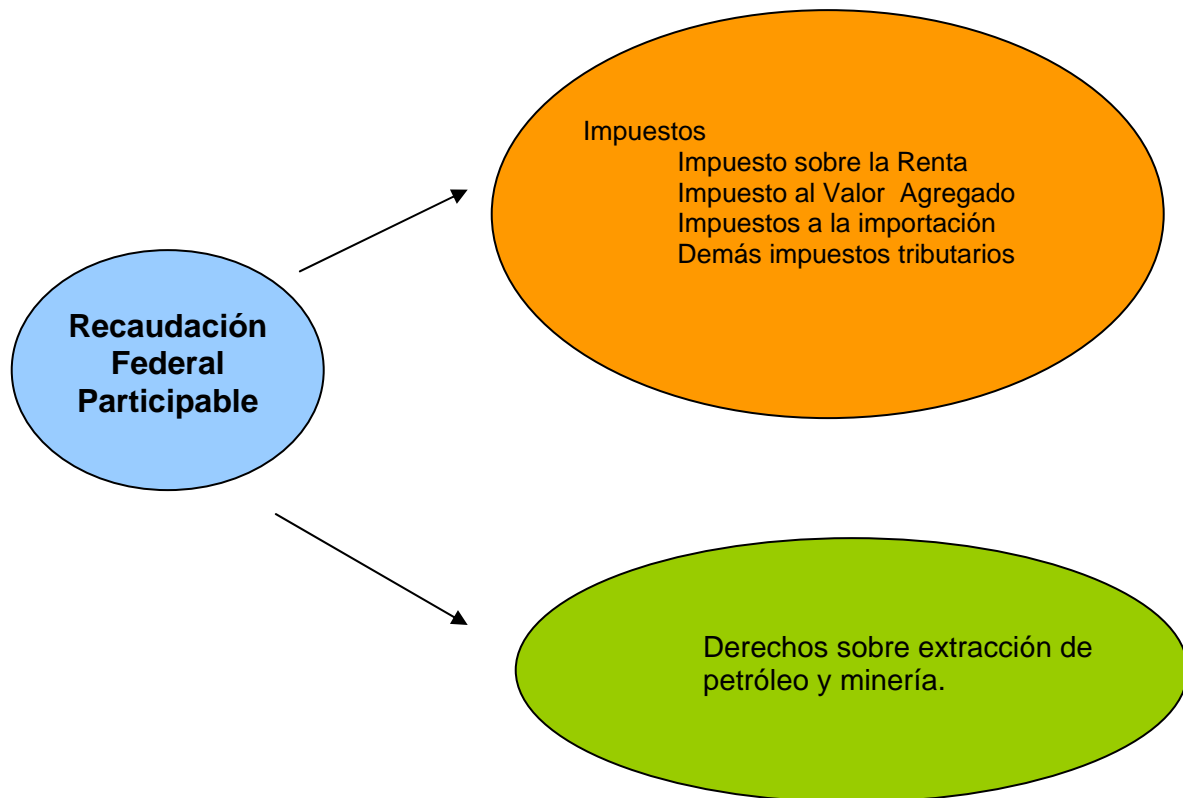 Recaudación
Federal
Participable
Impuestos
Impuesto sobre la Renta
Impuesto al Valor Agregado
Impuestos a la importación
Demás impuestos tributarios
Derechos sobre extracción de
petróleo y minería.